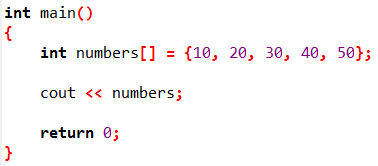 int main()
{
    int numbers[] = {10, 20, 30, 40, 50};
    cout << numbers;
    return 0;
}